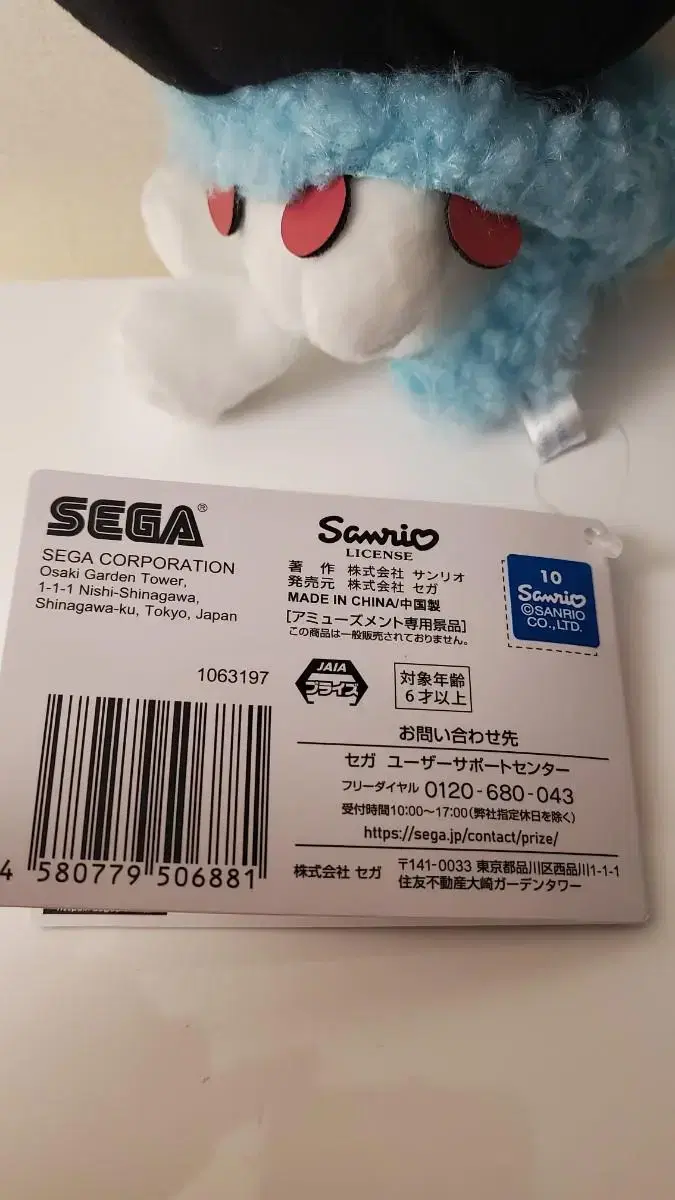 SEGA®
SEGA CORPORATION
Osaki Garden Tower,
1-1-1 Nishi-Shinagawa,
Shinagawa-ku, Tokyo, Japan
1063197
4 580779 506881
Sanrio
LICENSE
著 作 株式会社 サンリオ
発売元 株式会社 セガ
MADE IN CHINA/中国製
[アミューズメント専用景品]
この商品は一般販売されておりません。
10
Sanrio
©SANRIO
CO., LTD.
JAIA
プライズ
対象年齢
6才以上
お問い合わせ先
セガ ユーザーサポートセンター
フリーダイヤル 0120-680-043
受付時間10:00〜17:00(弊社指定休日を除く)
https://sega.jp/contact/prize/
株式会社 セガ 〒141-0033 東京都品川区西品川1-1-1
住友不動産大崎ガーデンタワー